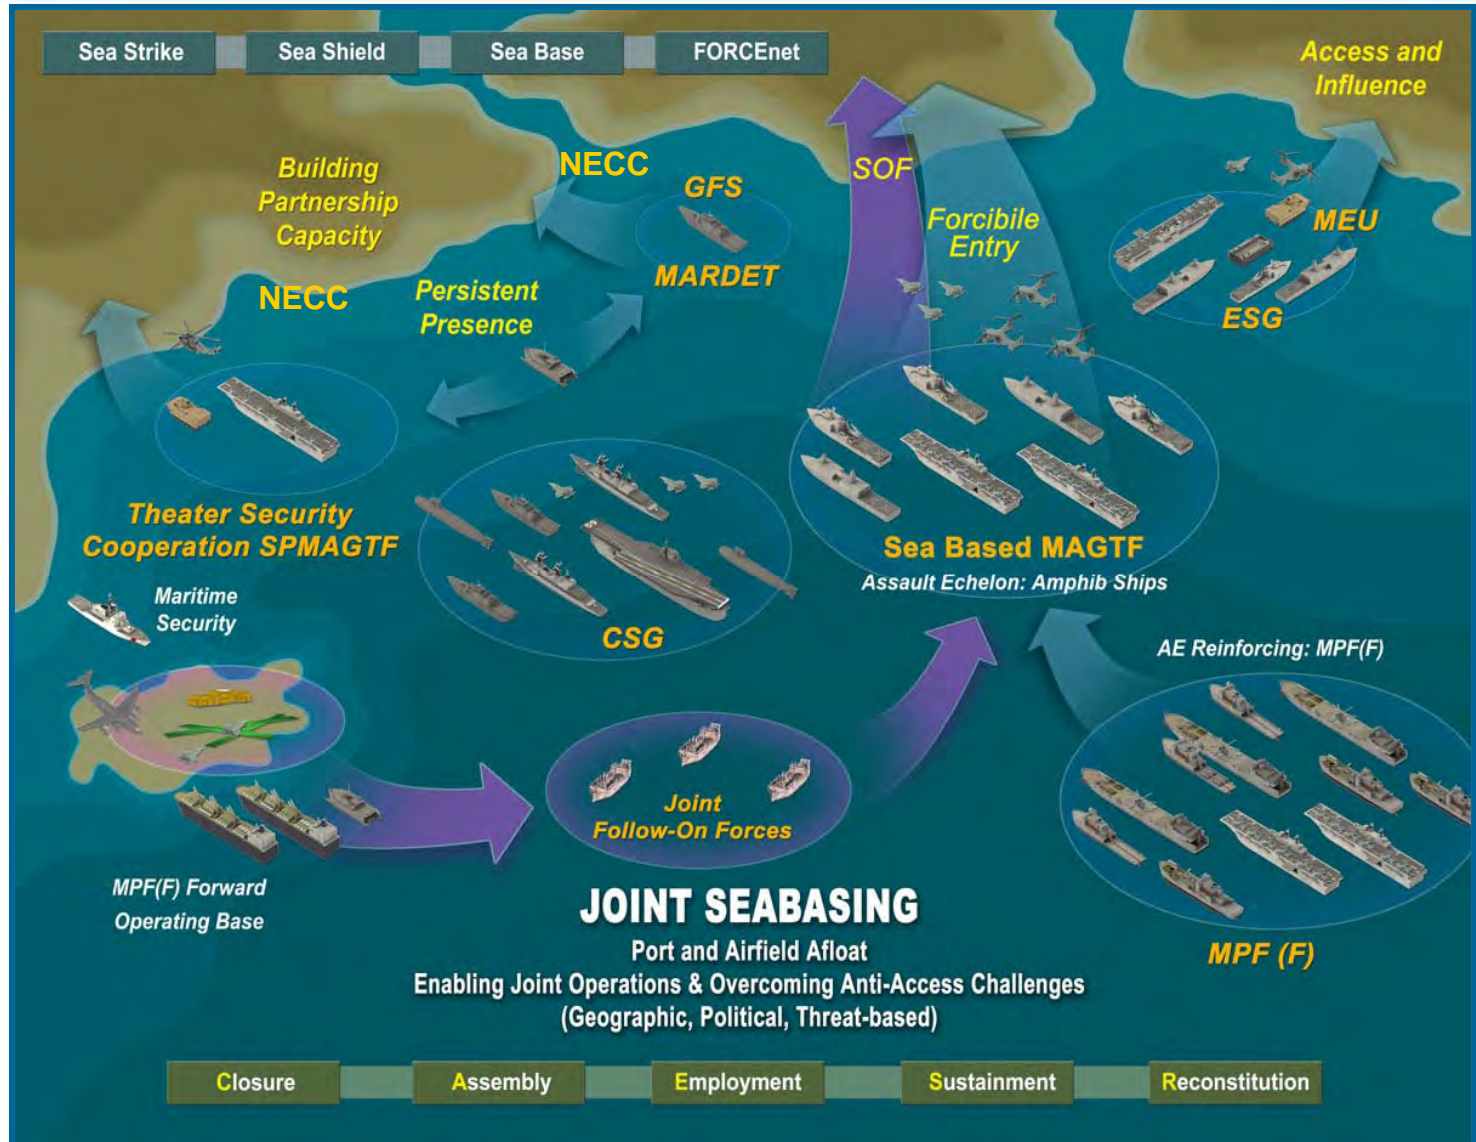 Sea Strike
Sea Shield
Sea Base
FORCEnet
Access and
Influence
Building
Partnership
Capacity
NECC
GFS
MARDET
SOF
Forcibile
Entry
MEU
ESG
NECC
Persistent
Presence
Theater Security
Cooperation SPMAGTF
Maritime
Security
CSG
Sea Based MAGTF
Assault Echelon: Amphib Ships
AE Reinforcing: MPF(F)
Joint
Follow-On Forces
MPF(F) Forward
Operating Base
MPF (F)
JOINT SEABASING
Port and Airfield Afloat
Enabling Joint Operations & Overcoming Anti-Access Challenges
(Geographic, Political, Threat-based)
Closure
Assembly
Employment
Sustainment
Reconstitution